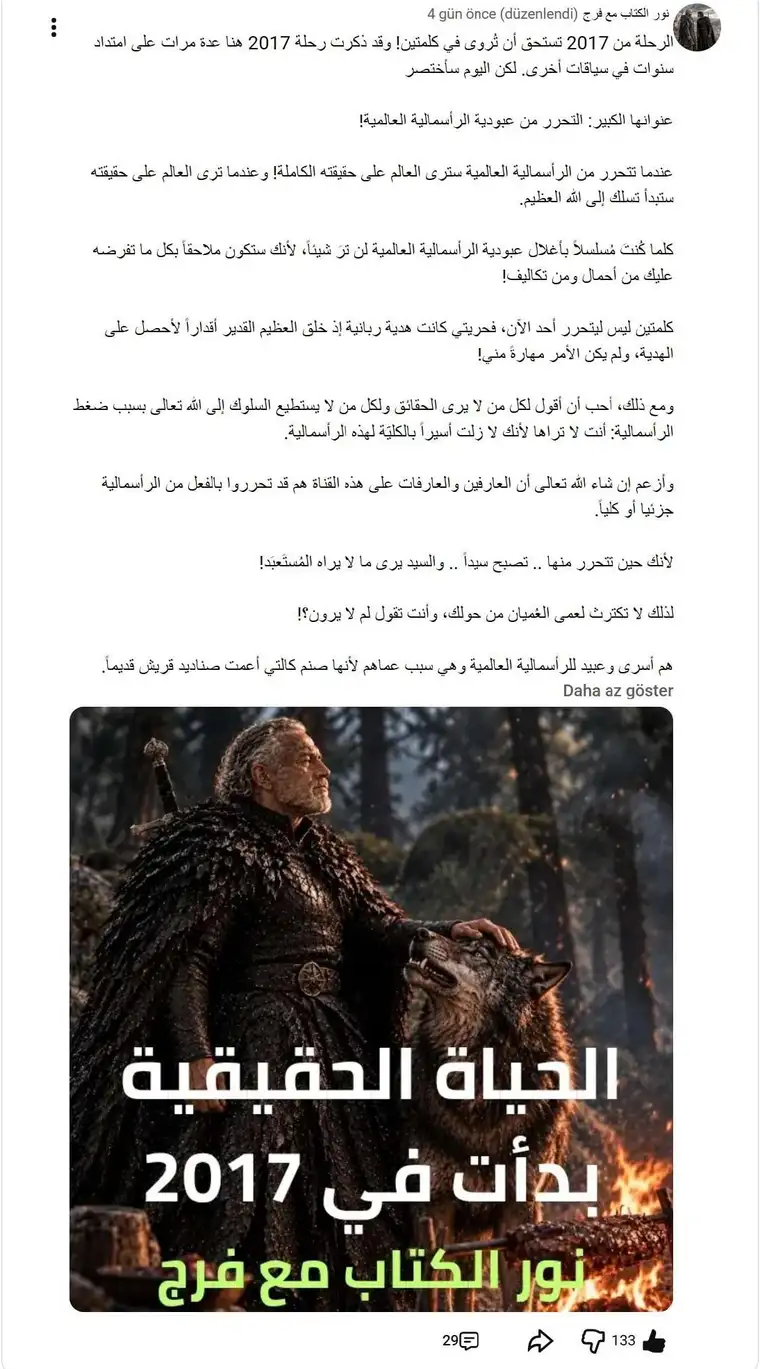 نور الكتاب مع فرج 4 gün önce (düzenlendi)
الرحلة من 2017 تستحق أن تُروى في كلمتين! وقد ذكرت رحلة 2017 هنا عدة مرات على امتداد
سنوات في سياقات أخرى. لكن اليوم سأختصر
عنوانها الكبير: التحرر من عبودية الرأسمالية العالمية!
عندما تتحرر من الرأسمالية العالمية سترى العالم على حقيقته الكاملة! وعندما ترى العالم على حقيقته
ستبدأ تسلك إلى الله العظيم.
كلما كُنتَ مُسلسلاً بأغلال عبودية الرأسمالية العالمية لن ترَ شيئاً، لأنك ستكون ملاحقاً بكل ما تفرضه
عليك من أحمال ومن تكاليف!
كلمتين ليس ليتحرر أحد الآن، فحريتي كانت هدية ربانية إذ خلق العظيم القدير أقداراً لأحصل على
الهدية، ولم يكن الأمر مهارةً مني!
ومع ذلك، أحب أن أقول لكل من لا يرى الحقائق ولكل من لا يستطيع السلوك إلى الله تعالى بسبب ضغط
الرأسمالية: أنت لا تراها لأنك لا زلت أسيراً بالكليّة لهذه الرأسمالية.
وأزعم إن شاء الله تعالى أن العارفين والعارفات على هذه القناة هم قد تحرروا بالفعل من الرأسمالية
جزئيا أو كلياً.
لأنك حين تتحرر منها .. تصبح سيداً .. والسيد يرى ما لا يراه المُستَعبَد!
لذلك لا تكترث لعمى العُميان من حولك، وأنت تقول لم لا يرون؟!
هم أسرى وعبيد للرأسمالية العالمية وهي سبب عماهم لأنها صنم كالتي أعمت صناديد قريش قديماً.
Daha az göster
الحياة الحقيقية
بدأت في 2017
نور الكتاب مع فرج
133
29